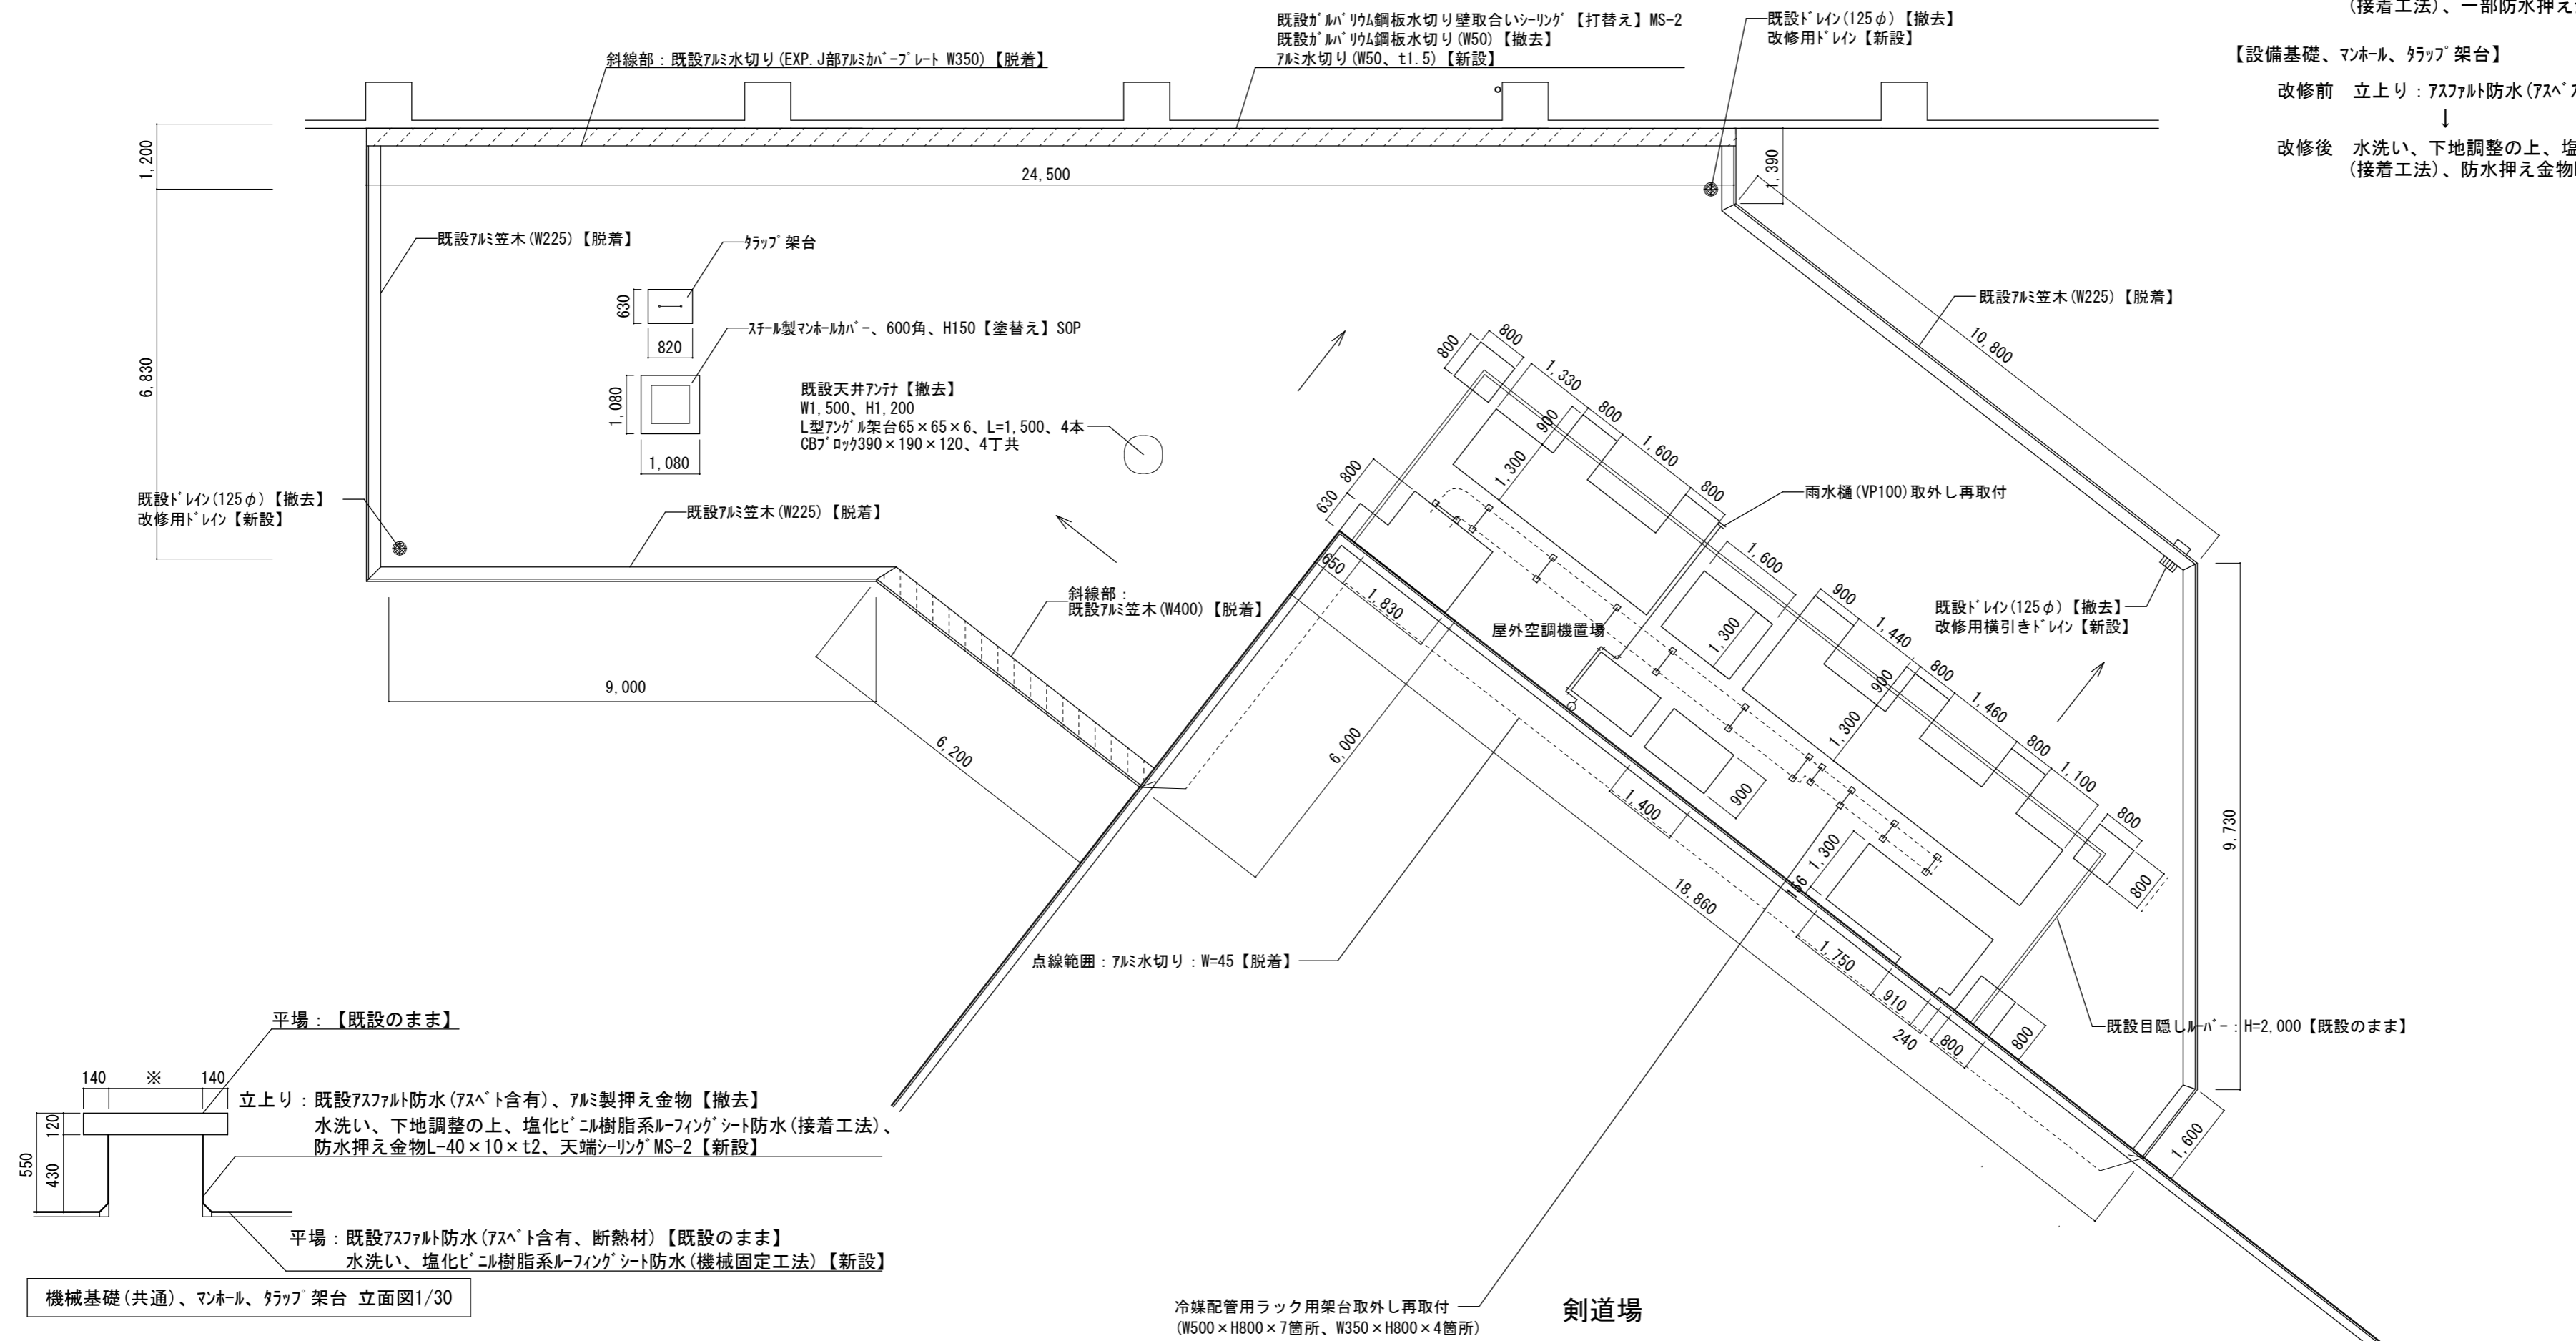 既設ｶﾞﾙﾊﾞﾘｳﾑ鋼板水切り壁取合いｼｰﾘﾝｸﾞ【打替え】MS-2
既設ｶﾞﾙﾊﾞﾘｳﾑ鋼板水切り(W50)【撤去】
ｱﾙﾐ水切り(W50、t1.5)【新設】
既設ﾄﾞﾚｲﾝ(125φ)【撤去】
改修用ﾄﾞﾚｲﾝ【新設】
斜線部：既設ｱﾙﾐ水切り(EXP.J部ｱﾙﾐｶﾊﾞｰﾌﾟﾚｰﾄ W350)【脱着】
(接着工法)、一部防水押え
【設備基礎、ﾏﾝﾎｰﾙ、ﾀﾗｯﾌﾟ架台】
改修前　立上り：ｱｽﾌｧﾙﾄ防水(ｱｽﾍﾞｽ
↓
改修後　水洗い、下地調整の上、塩
(接着工法)、防水押え金物
1,200
24,500
1,390
既設ｱﾙﾐ笠木(W225)【脱着】
ﾀﾗｯﾌﾟ架台
630
820
ｽﾁｰﾙ製ﾏﾝﾎｰﾙｶﾊﾞｰ、600角、H150【塗替え】SOP
6,830
1,080
1,080
既設天井ｱﾝﾃﾅ【撤去】
W1,500、H1,200
L型ｱﾝｸﾞﾙ架台65×65×6、L=1,500、4本
CBﾌﾞﾛｯｸ390×190×120、4丁共
既設ｱﾙﾐ笠木(W225)【脱着】
10,800
800
800
1,330
900
800
1,300
1,600
800
800
630
雨水樋(VP100)取外し再取付
既設ﾄﾞﾚｲﾝ(125φ)【撤去】
改修用ﾄﾞﾚｲﾝ【新設】
既設ｱﾙﾐ笠木(W225)【脱着】
斜線部：
既設ｱﾙﾐ笠木(W400)【脱着】
650
1,830
屋外空調機置場
1,600
1,300
900
1,440
900
800
1,300
1,460
800
1,100
800
800
既設ﾄﾞﾚｲﾝ(125φ)【撤去】
改修用横引きﾄﾞﾚｲﾝ【新設】
9,000
6,200
6,000
1,400
900
9,730
18,860
1,300
1,750
910
240
800
800
1,600
点線範囲：ｱﾙﾐ水切り：W=45【脱着】
既設目隠しﾙｰﾊﾞｰ：H=2,000【既設のまま】
平場：【既設のまま】
140
※
140
立上り：既設ｱｽﾌｧﾙﾄ防水(ｱｽﾍﾞﾄ含有)、ｱﾙﾐ製押え金物【撤去】
水洗い、下地調整の上、塩化ﾋﾞﾆﾙ樹脂系ﾙｰﾌｨﾝｸﾞｼｰﾄ防水(接着工法)、
防水押え金物L-40×10×t2、天端ｼｰﾘﾝｸﾞMS-2【新設】
120
550
430
平場：既設ｱｽﾌｧﾙﾄ防水(ｱｽﾍﾞﾄ含有、断熱材)【既設のまま】
水洗い、塩化ﾋﾞﾆﾙ樹脂系ﾙｰﾌｨﾝｸﾞｼｰﾄ防水(機械固定工法)【新設】
機械基礎(共通)、ﾏﾝﾎｰﾙ、ﾀﾗｯﾌﾟ架台 立面図1/30
冷媒配管用ラック用架台取外し再取付
(W500×H800×7箇所、W350×H800×4箇所)
剣道場